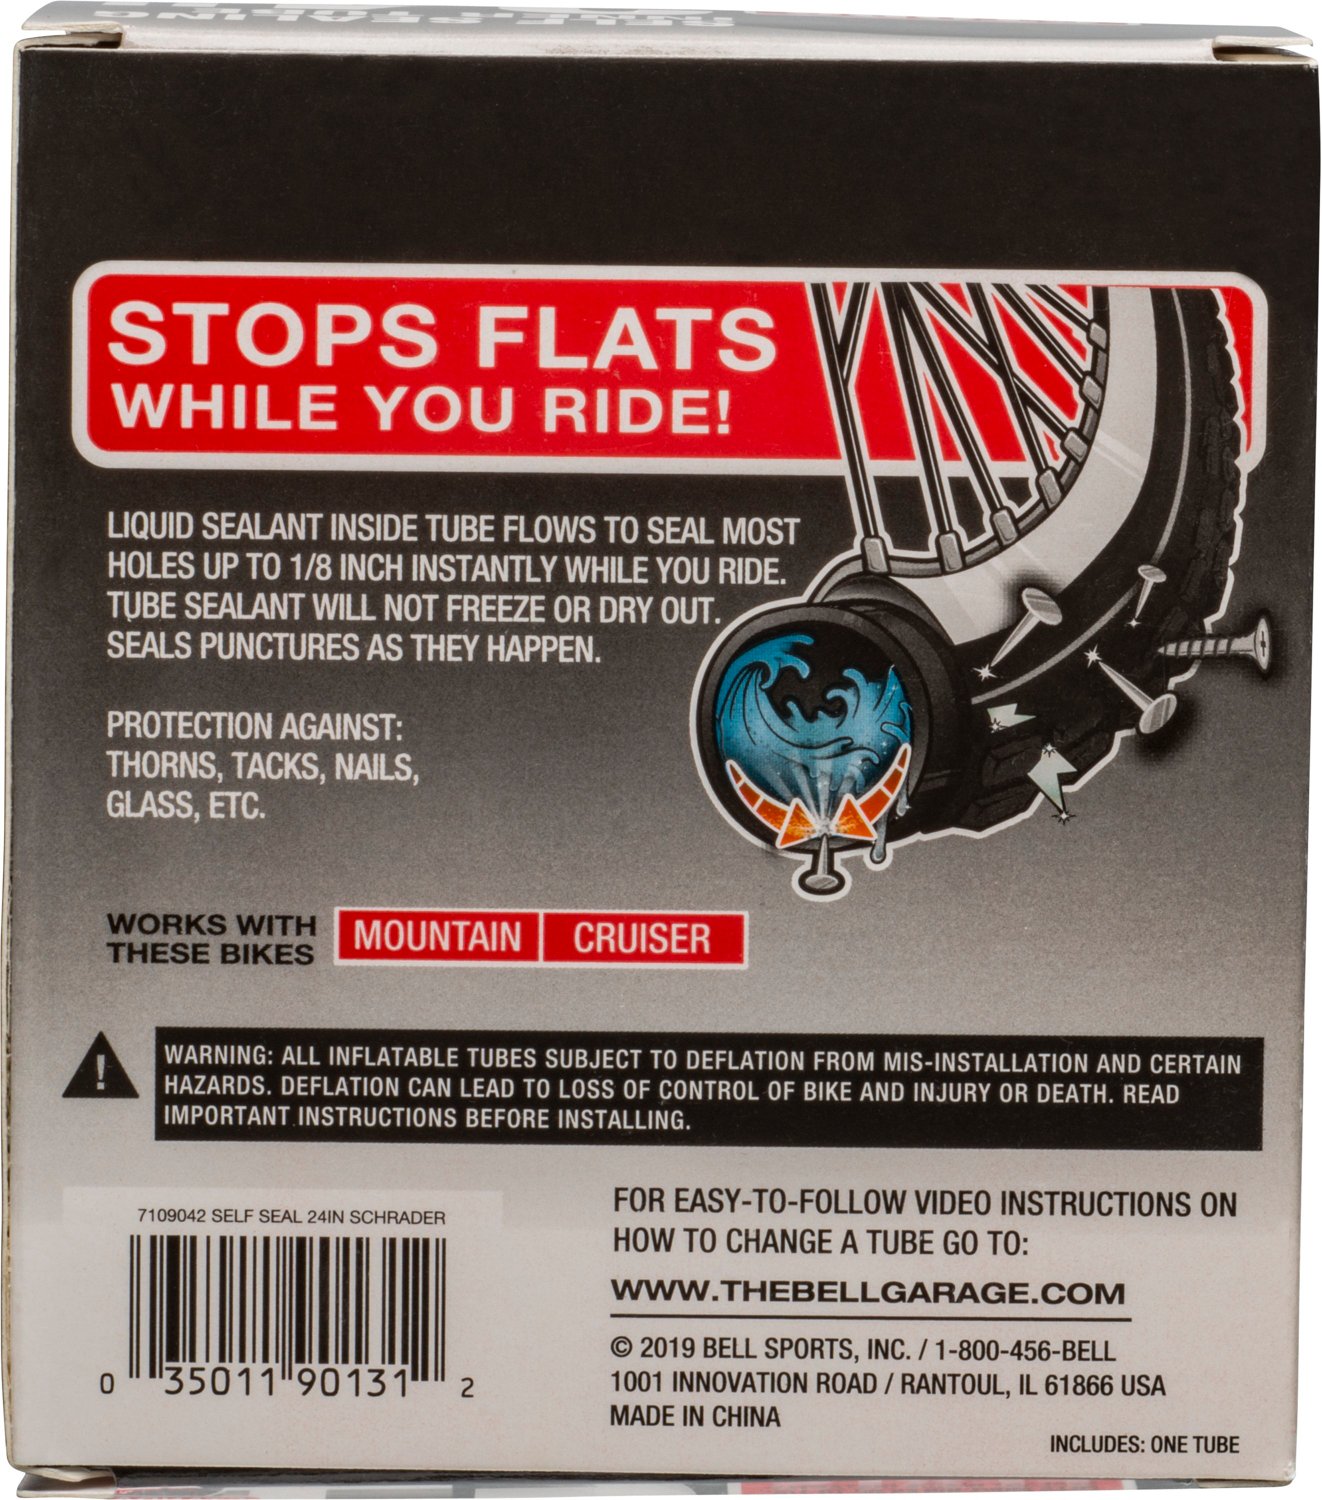 STOPS FLATS
WHILE YOU RIDE!
LIQUID SEALANT INSIDE TUBE FLOWS TO SEAL MOST
HOLES UP TO 1/8 INCH INSTANTLY WHILE YOU RIDE.
TUBE SEALANT WILL NOT FREEZE OR DRY OUT.
SEALS PUNCTURES AS THEY HAPPEN.
PROTECTION AGAINST:
THORNS, TACKS, NAILS,
GLASS, ETC.
WORKS WITH
THESE BIKES
MOUNTAIN CRUISER
WARNING: ALL INFLATABLE TUBES SUBJECT TO DEFLATION FROM MIS-INSTALLATION AND CERTAIN
HAZARDS. DEFLATION CAN LEAD TO LOSS OF CONTROL OF BIKE AND INJURY OR DEATH. READ
IMPORTANT INSTRUCTIONS BEFORE INSTALLING.
7109042 SELF SEAL 24IN SCHRADER
0 35011 90131 2
FOR EASY-TO-FOLLOW VIDEO INSTRUCTIONS ON
HOW TO CHANGE A TUBE GO TO:
WWW.THEBELLGARAGE.COM
© 2019 BELL SPORTS, INC. / 1-800-456-BELL
1001 INNOVATION ROAD / RANTOUL, IL 61866 USA
MADE IN CHINA
INCLUDES: ONE TUBE